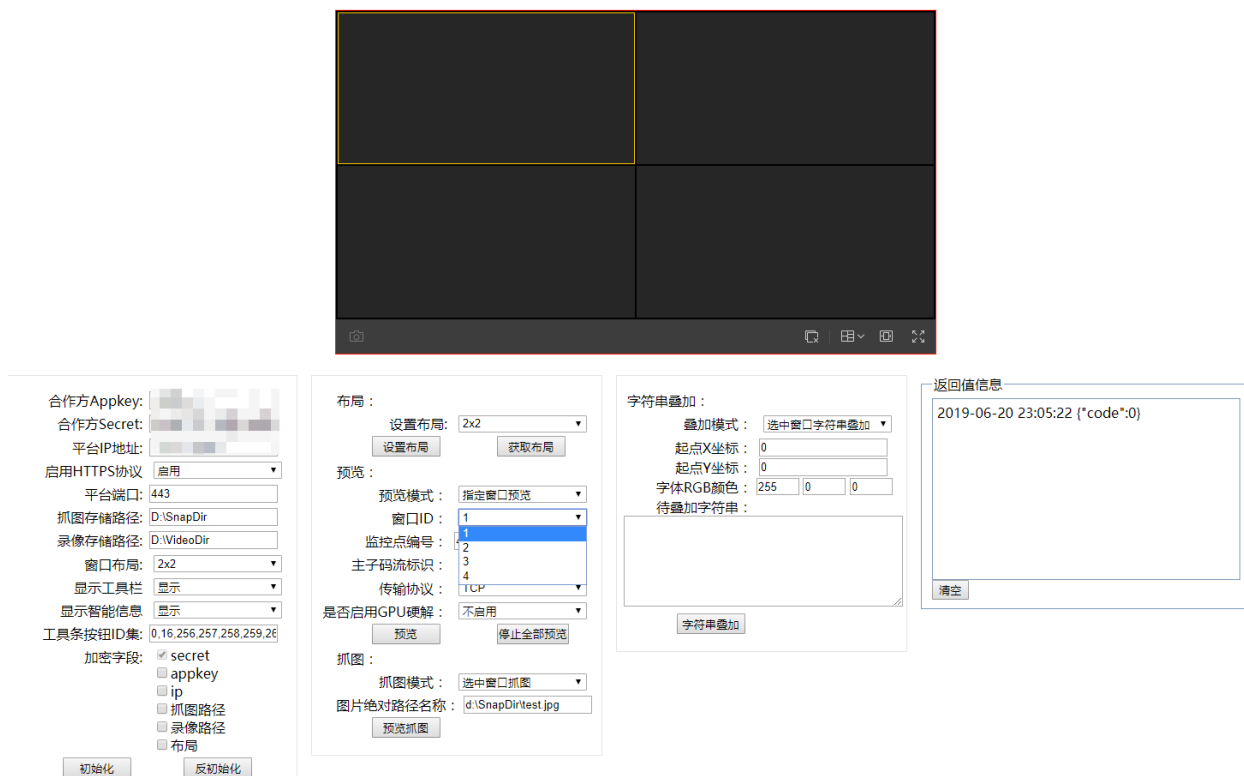 合作方Appkey:
合作方Secret:
平台IP地址:
启用HTTPS协议 启用
平台端口: 443
抓图存储路径: D:\SnapDir
录像存储路径: D:\VideoDir
窗口布局: 2x2
显示工具栏 显示
显示智能信息 显示
工具条按钮ID集: 0,16,256,257,258,259,26
加密字段: secret
appkey
ip
抓图路径
录像路径
布局
初始化 反初始化
布局：
设置布局: 2x2
设置布局 获取布局
预览：
预览模式： 指定窗口预览
窗口ID： 1
1
2
3
4
监控点编号：
主子码流标识：
传输协议： TCP
是否启用GPU硬解： 不启用
预览 停止全部预览
抓图：
抓图模式： 选中窗口抓图
图片绝对路径名称： d:\SnapDir\test.jpg
预览抓图
字符串叠加：
叠加模式： 选中窗口字符串叠加
起点X坐标： 0
起点Y坐标： 0
字体RGB颜色： 255 0 0
待叠加字符串：
字符串叠加
返回值信息
2019-06-20 23:05:22 {"code":0}
清空